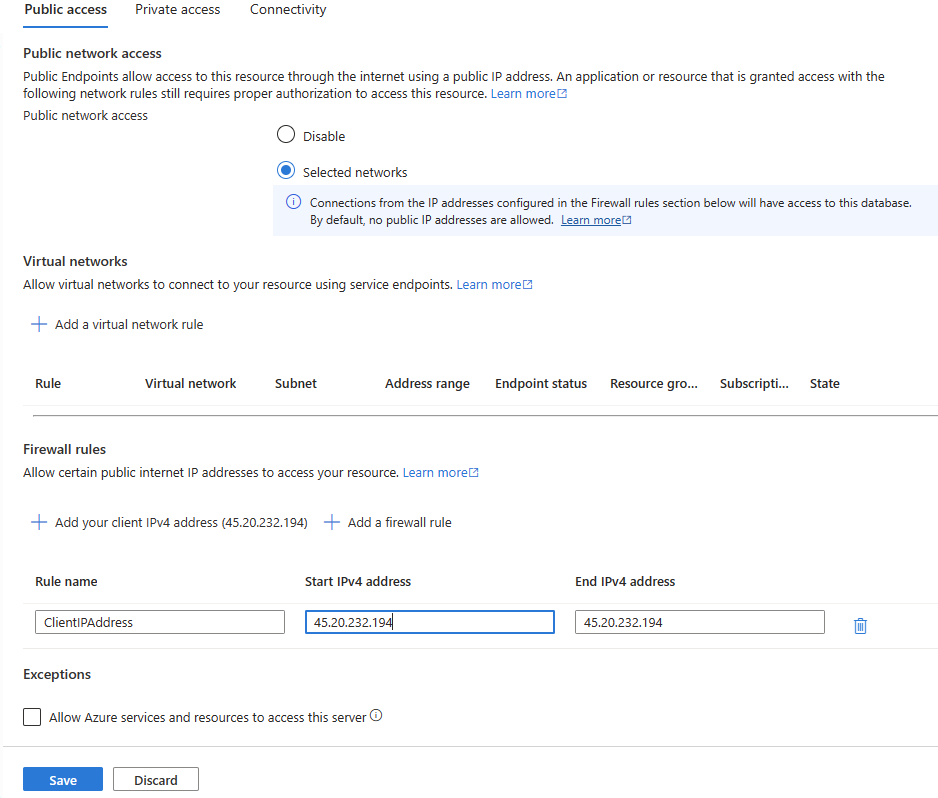 Public access Private access Connectivity
Public network access
Public Endpoints allow access to this resource through the internet using a public IP address. An application or resource that is granted access with the
following network rules still requires proper authorization to access this resource. Learn more
Public network access
Disable
Selected networks
Connections from the IP addresses configured in the Firewall rules section below will have access to this database.
By default, no public IP addresses are allowed. Learn more
Virtual networks
Allow virtual networks to connect to your resource using service endpoints. Learn more
Add a virtual network rule
Rule Virtual network Subnet Address range Endpoint status Resource gro... Subscripti... State
Firewall rules
Allow certain public internet IP addresses to access your resource. Learn more
Add your client IPv4 address (45.20.232.194) Add a firewall rule
Rule name Start IPv4 address End IPv4 address
ClientIPAddress 45.20.232.194 45.20.232.194
Exceptions
Allow Azure services and resources to access this server
Save Discard